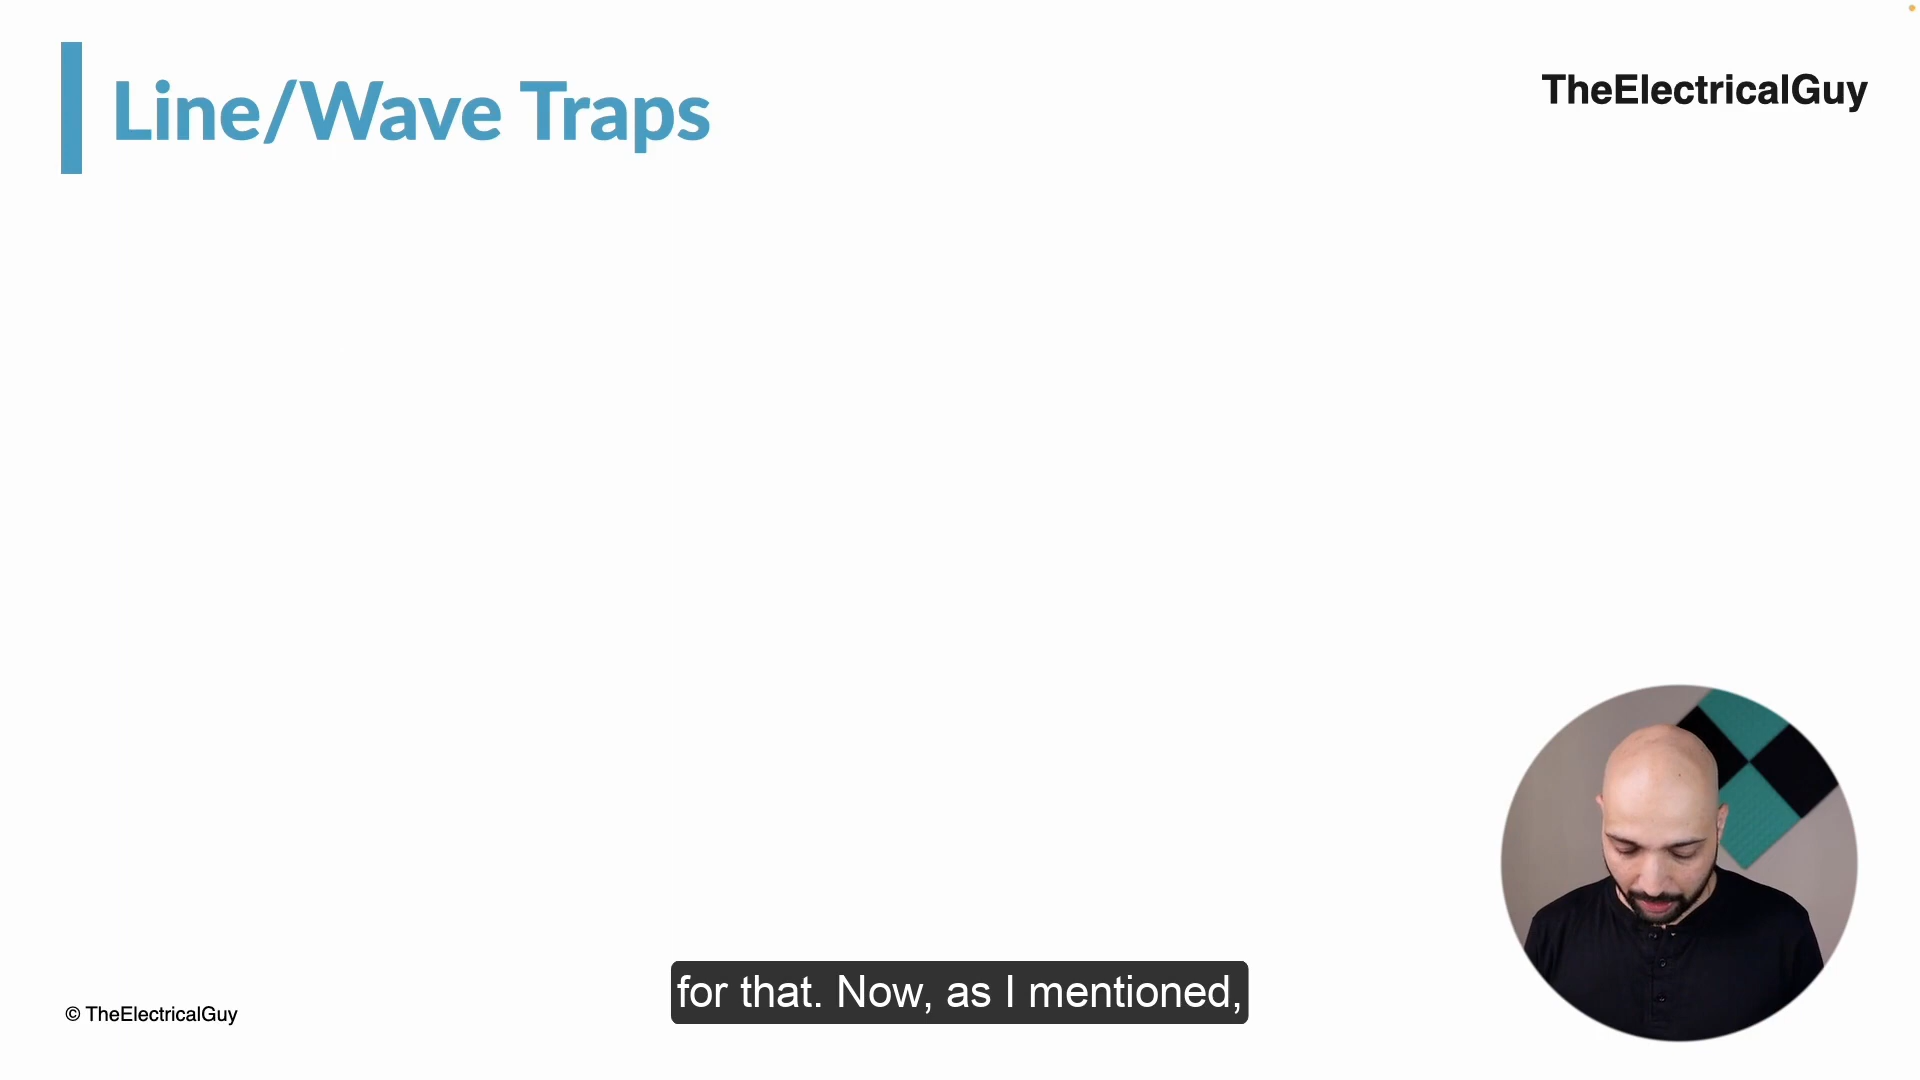 Line/Wave Traps
TheElectricalGuy
for that. Now, as I mentioned,
© TheElectricalGuy